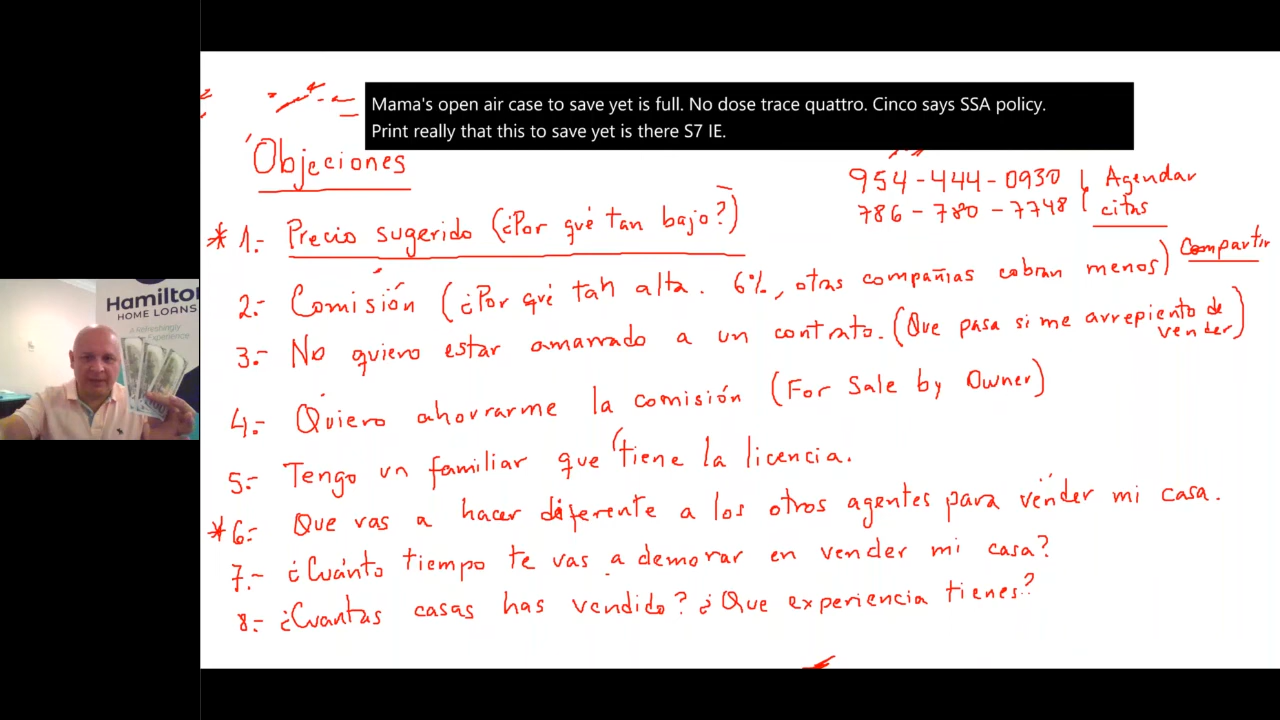 Mama's open air case to save yet is full. No dose trace quattro. Cinco says SSA policy.
Print really that this to save yet is there S7 IE.
Objeciones
954-444-0930 Agendar
786-780-7748 citas
* 1.- Precio sugerido (¿Por qué tan bajo?)
Compartir
2.- Comisión (¿Por qué tan alta. 6%, otras compañias cobran menos)
3.- No quiero estar amarrado a un contrato. (Que pasa si me arrepiento de vender)
4.- Quiero ahorrarme la comisión (For Sale by Owner)
5.- Tengo un familiar que tiene la licencia.
* 6.- Que vas a hacer diferente a los otros agentes para vender mi casa.
7.- ¿Cuánto tiempo te vas a demorar en vender mi casa?
8.- ¿Cuantas casas has vendido? ¿Que experiencia tienes?
Hamilton
HOME LOANS
A Refreshingly
Experience